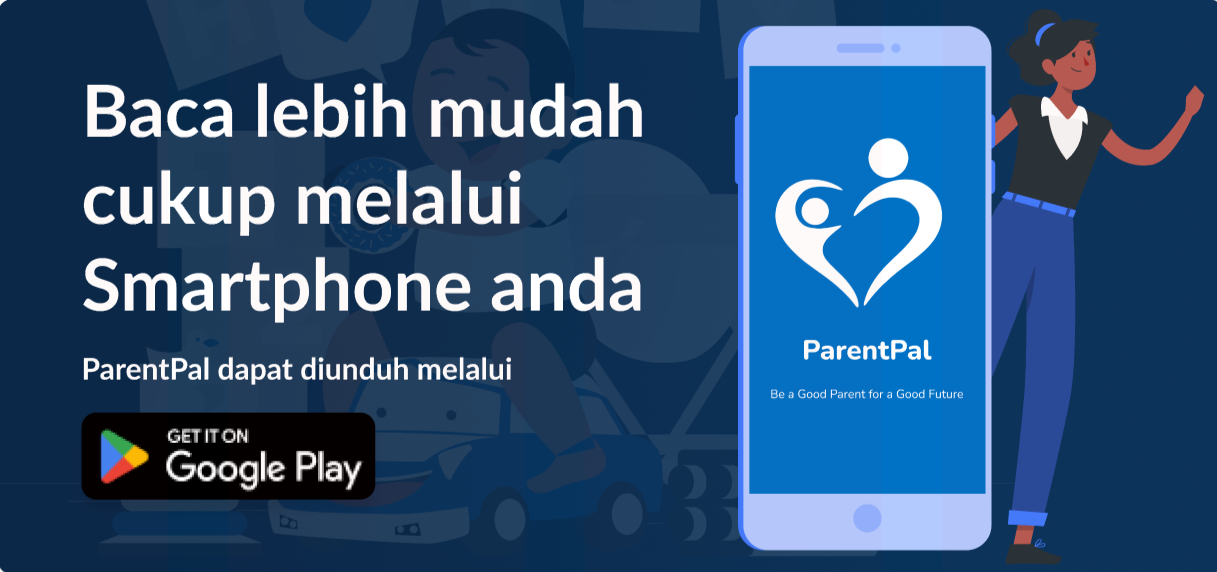 Baca lebih mudah
cukup melalui
Smartphone anda
ParentPal dapat diunduh melalui
GET IT ON
Google Play
ParentPal
Be a Good Parent for a Good Future